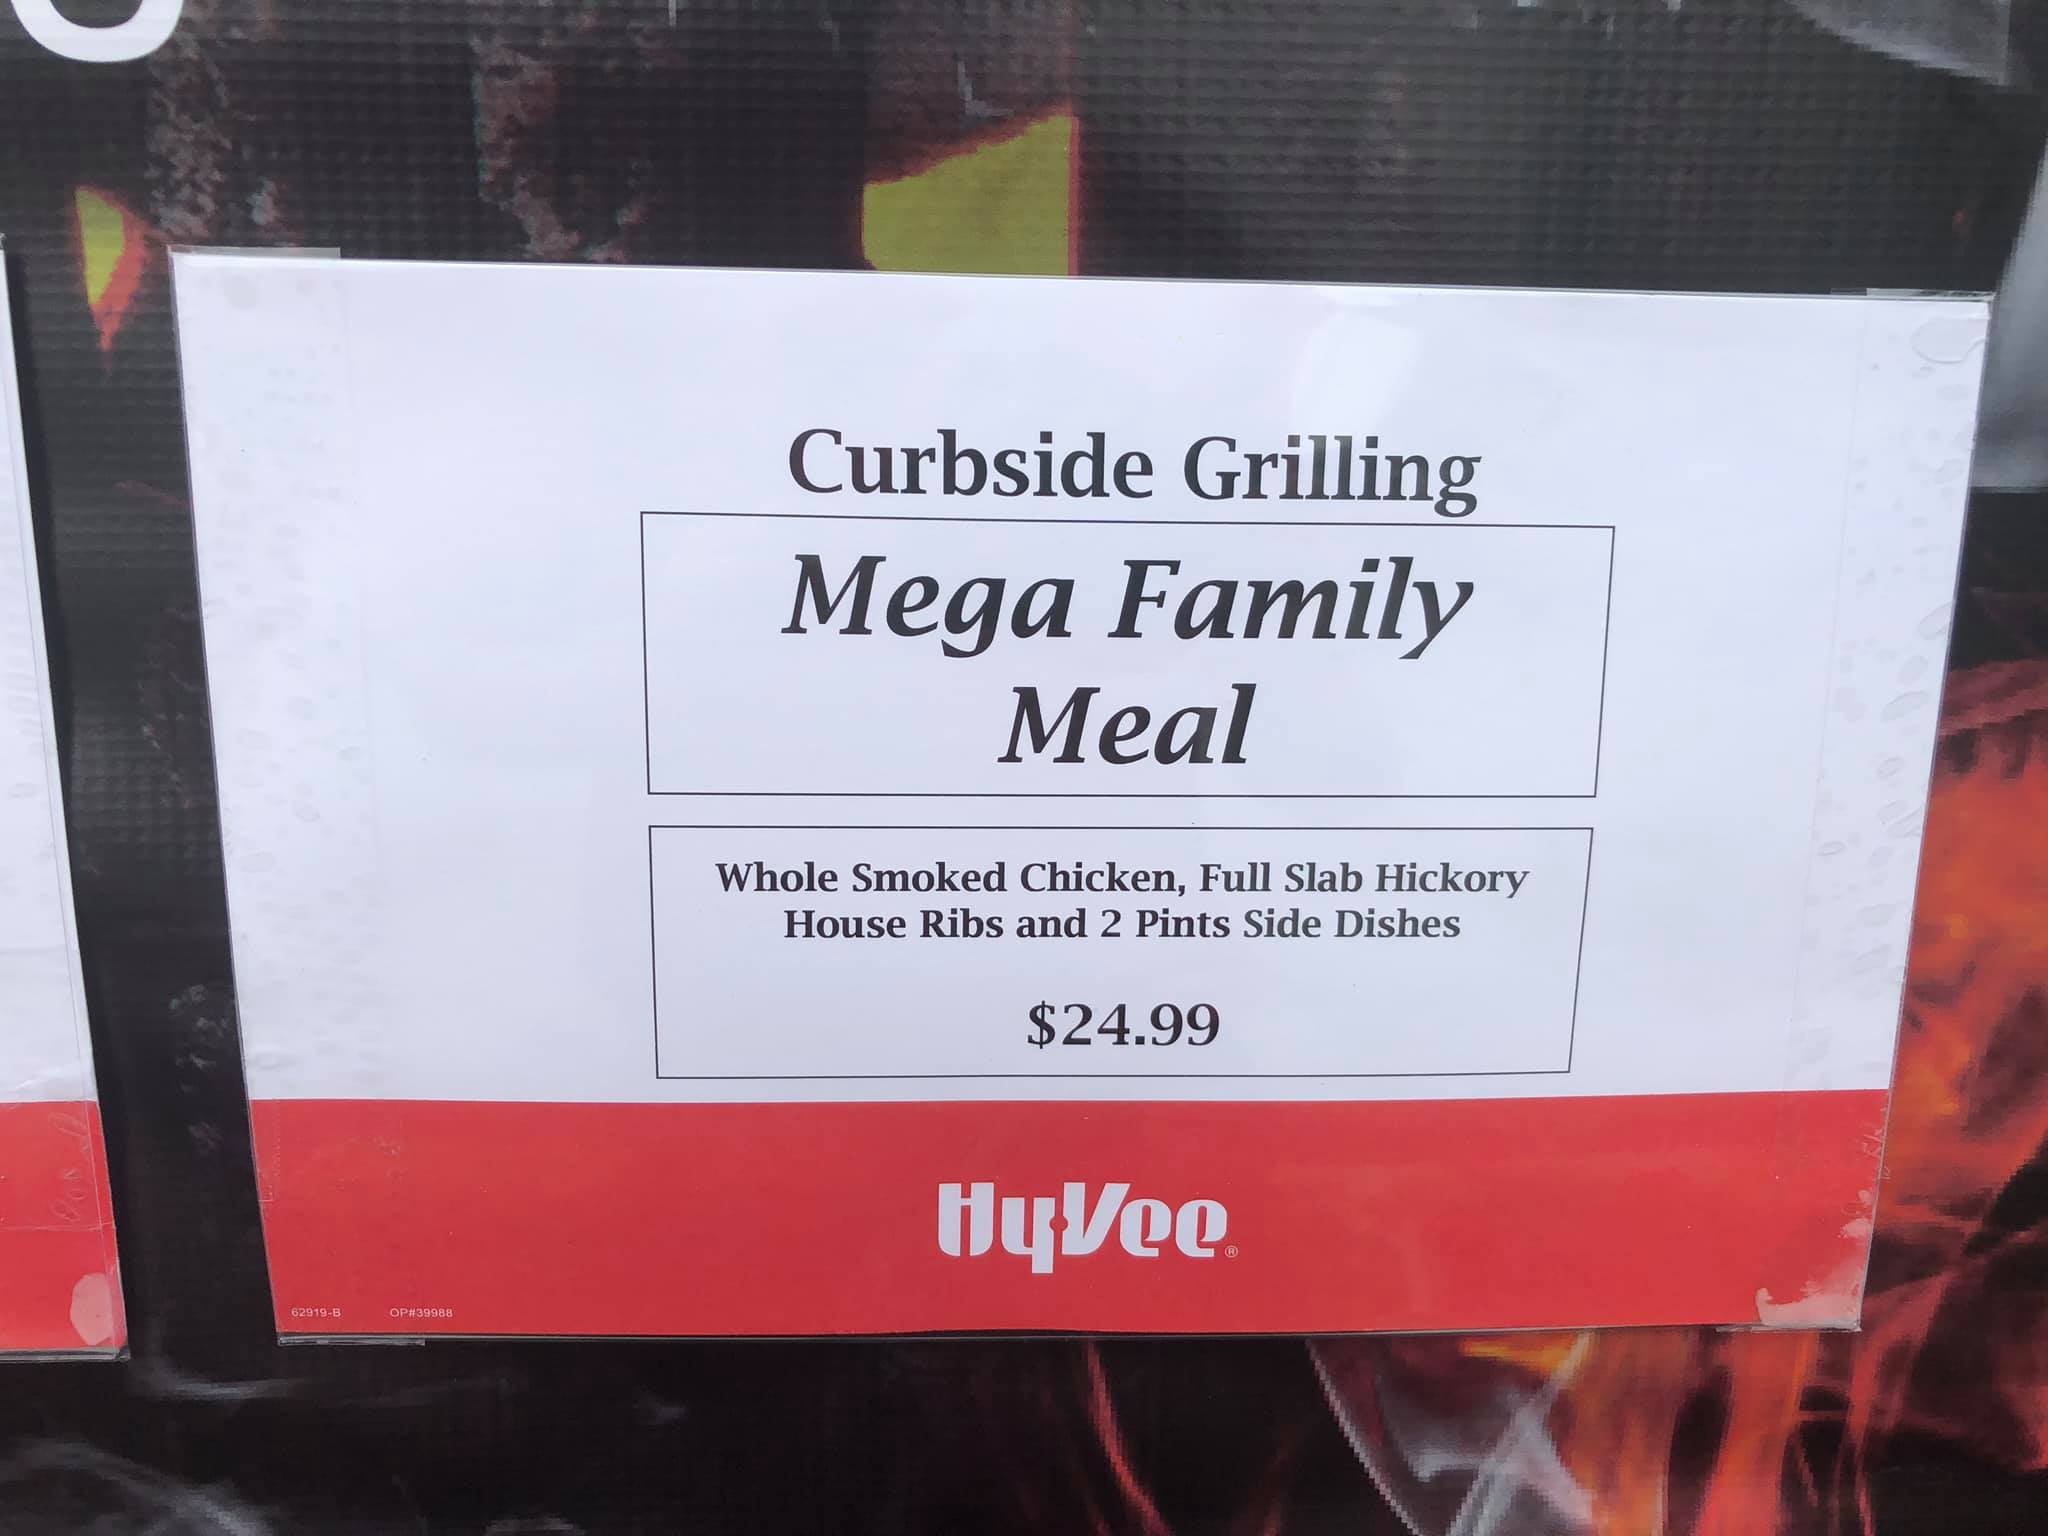 Curbside Grilling
Mega Family
Meal
Whole Smoked Chicken, Full Slab Hickory
House Ribs and 2 Pints Side Dishes
$24.99
HyVee®
62919-B OP#39988